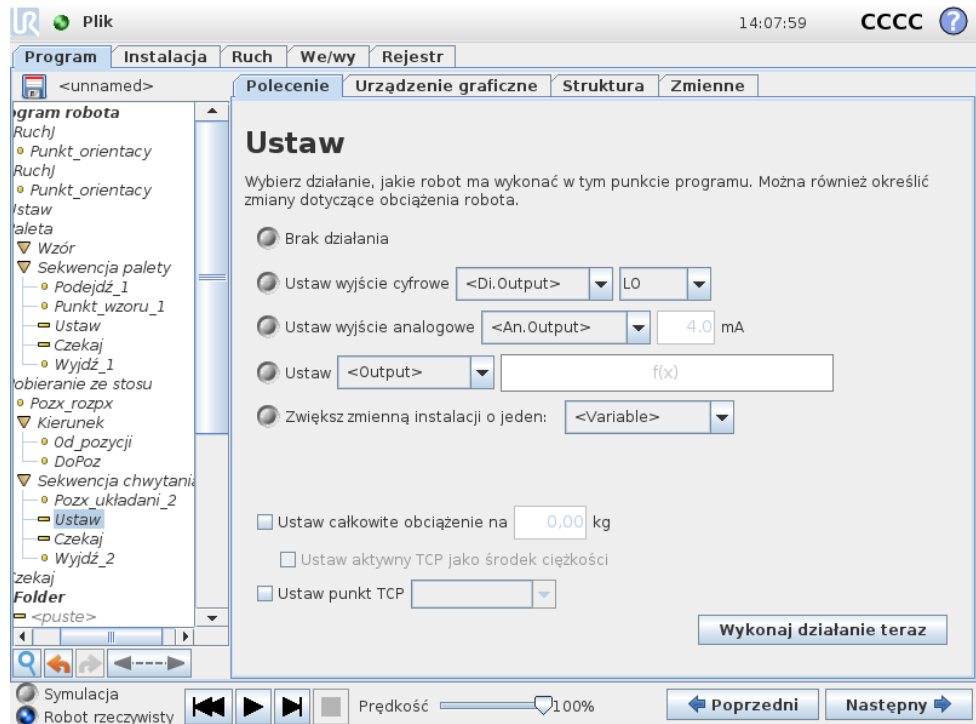 UR Plik 14:07:59 CCCC ?
Program Instalacja Ruch We/wy Rejestr
<unnamed>
Polecenie Urządzenie graficzne Struktura Zmienne
ogram robota
RuchJ
Punkt_orientacy
RuchJ
Punkt_orientacy
Istaw
Paleta
Wzór
Sekwencja palety
Podejdź_1
Punkt_wzoru_1
Ustaw
Czekaj
Wyjdź_1
Pobieranie ze stosu
Pozx_rozpx
Kierunek
Od_pozycji
DoPoz
Sekwencja chwytani
Pozx_układani_2
Ustaw
Czekaj
Wyjdź_2
Czekaj
Folder
<puste>
Ustaw
Wybierz działanie, jakie robot ma wykonać w tym punkcie programu. Można również określić
zmiany dotyczące obciążenia robota.
Brak działania
Ustaw wyjście cyfrowe <Di.Output> LO
Ustaw wyjście analogowe <An.Output> 4.0 mA
Ustaw <Output> f(x)
Zwiększ zmienną instalacji o jeden: <Variable>
Ustaw całkowite obciążenie na 0,00 kg
Ustaw aktywny TCP jako środek ciężkości
Ustaw punkt TCP
Wykonaj działanie teraz
Symulacja
Robot rzeczywisty
Prędkość 100%
Poprzedni Następny